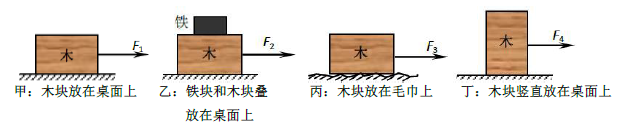 木 F1
铁
木 F2
木 F3
木 F4
甲：木块放在桌面上
乙：铁块和木块叠
放在桌面上
丙：木块放在毛巾上
丁：木块竖直放在桌面上